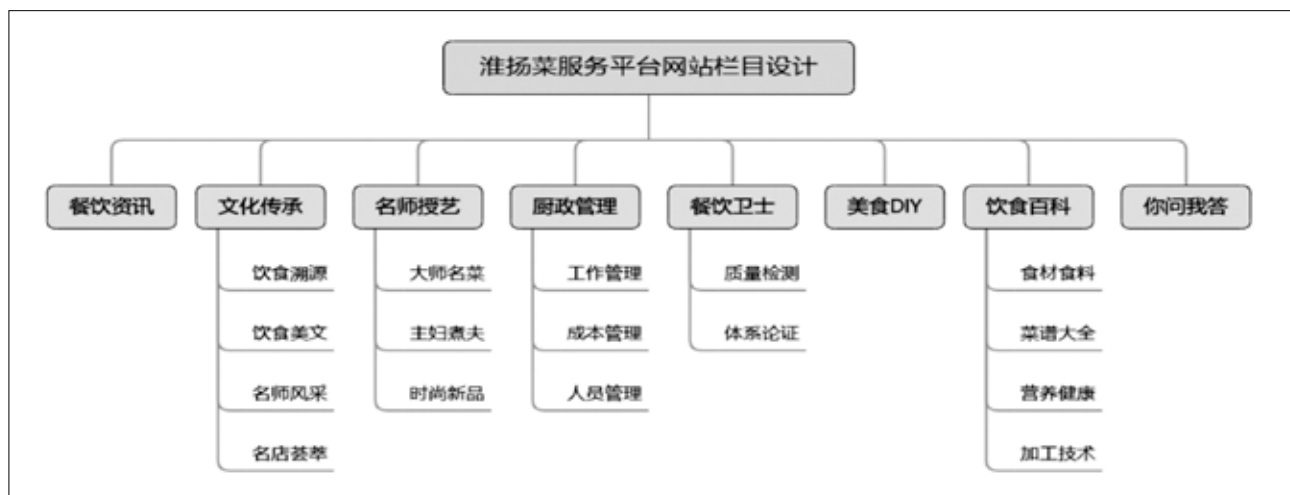 淮扬菜服务平台网站栏目设计
餐饮资讯
文化传承
名师授艺
厨政管理
餐饮卫士
美食DIY
饮食百科
你问我答
饮食溯源
饮食美文
名师风采
名店荟萃
大师名菜
主妇煮夫
时尚新品
工作管理
成本管理
人员管理
质量检测
体系论证
食材食料
菜谱大全
营养健康
加工技术